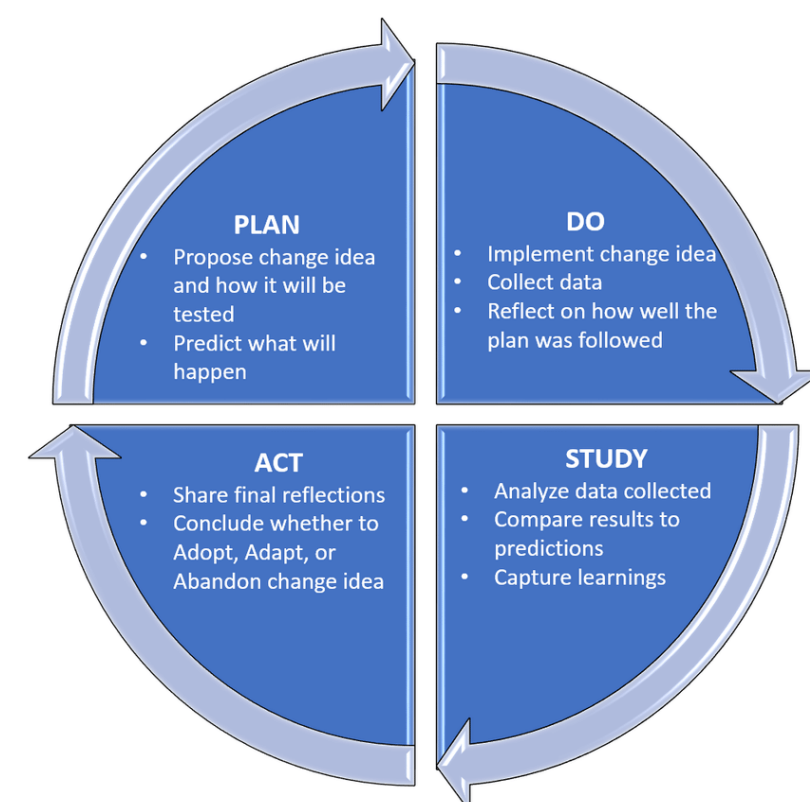 PLAN
• Propose change idea
and how it will be
tested
• Predict what will
happen
DO
• Implement change idea
• Collect data
• Reflect on how well the
plan was followed
ACT
• Share final reflections
• Conclude whether to
Adopt, Adapt, or
Abandon change idea
STUDY
• Analyze data collected
• Compare results to
predictions
• Capture learnings